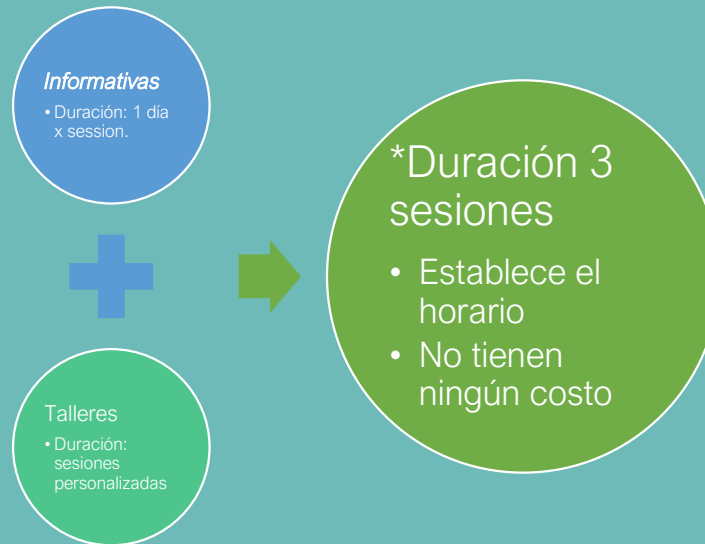 Informativas
• Duración: 1 día
x session.
Talleres
• Duración:
sesiones
personalizadas
*Duración 3
sesiones
• Establece el
horario
• No tienen
ningún costo